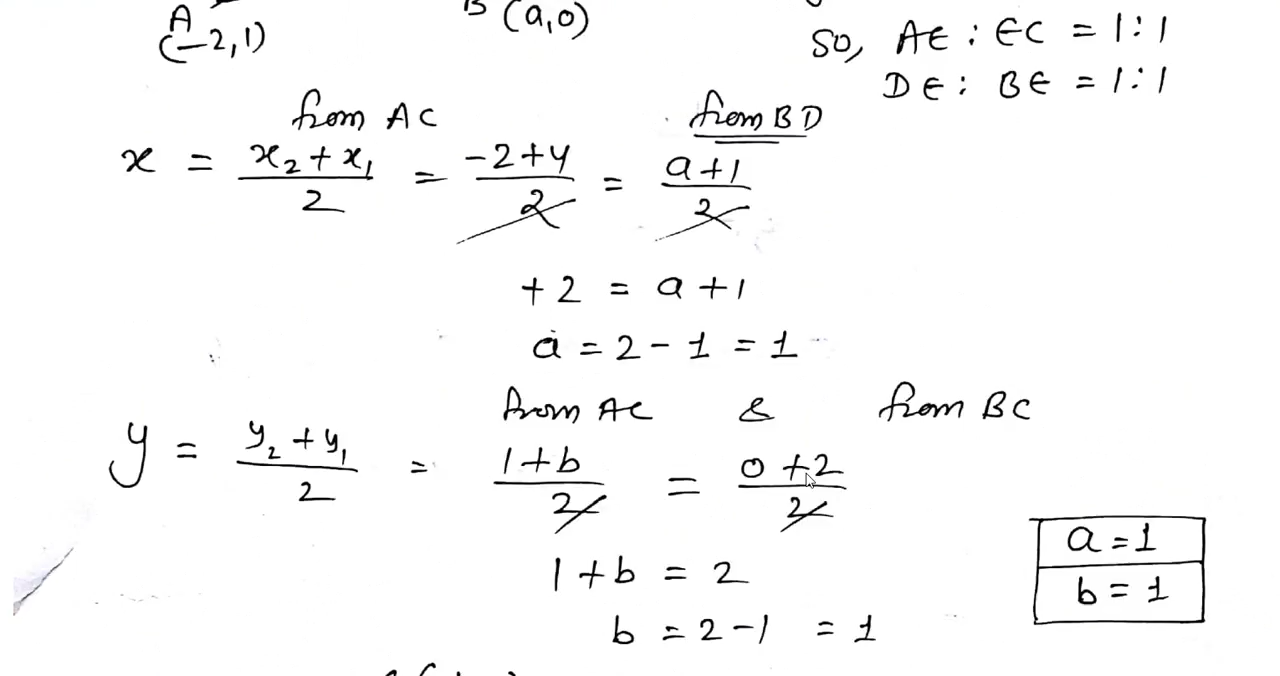 A B (a,0)
(-2,1) So, AE : EC = 1:1
DE : BE = 1:1
from AC from BD
x = x₂+x₁/2 = -2+4/2 = a+1/2
+2 = a+1
a = 2-1 = 1
from AC & from BC
y = y₂+y₁/2 = 1+b/2 = 0+2/2
a=1
1+b = 2
b = 1
b = 2-1 = 1